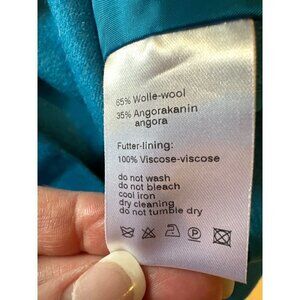 65% Wolle-wool
35% Angorakanin
angora
Futter-lining:
100% Viscose-viscose
do not wash
do not bleach
cool iron
dry cleaning
do not tumble dry